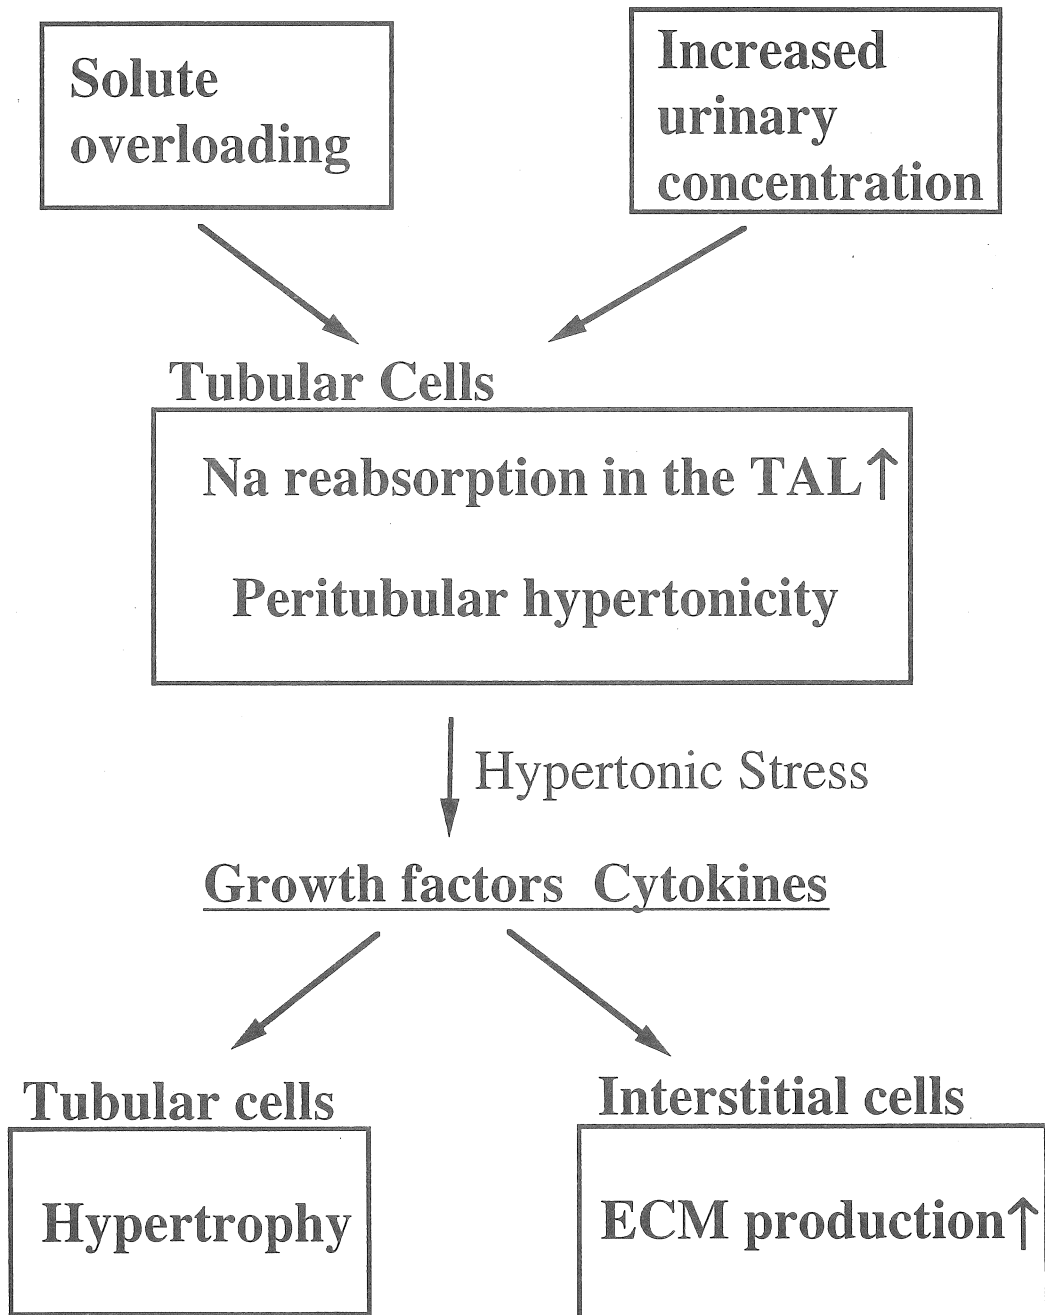 Solute
overloading
Increased
urinary
concentration
Tubular Cells
Na reabsorption in the TAL↑
Peritubular hypertonicity
Hypertonic Stress
Growth factors  Cytokines
Tubular cells
Hypertrophy
Interstitial cells
ECM production↑